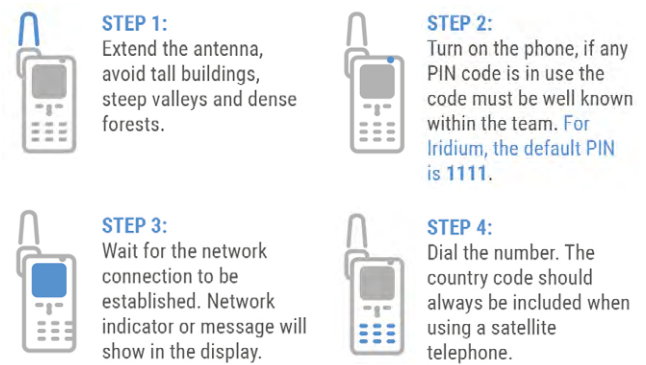 STEP 1:
Extend the antenna,
avoid tall buildings,
steep valleys and dense
forests.
STEP 2:
Turn on the phone, if any
PIN code is in use the
code must be well known
within the team. For
Iridium, the default PIN
is 1111.
STEP 3:
Wait for the network
connection to be
established. Network
indicator or message will
show in the display.
STEP 4:
Dial the number. The
country code should
always be included when
using a satellite
telephone.